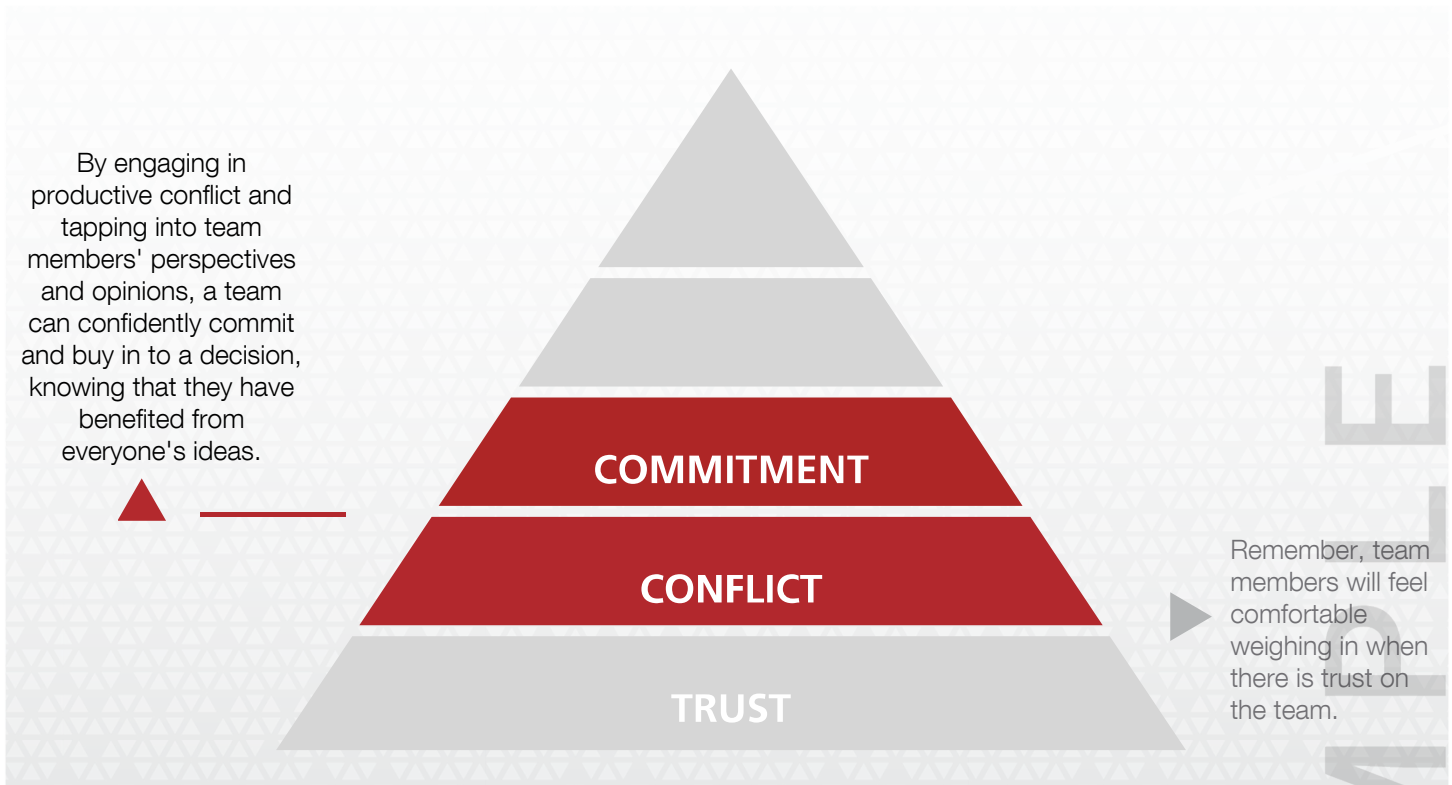 By engaging in
productive conflict and
tapping into team
members' perspectives
and opinions, a team
can confidently commit
and buy in to a decision,
knowing that they have
benefited from
everyone's ideas.
COMMITMENT
CONFLICT
TRUST
Remember, team
members will feel
comfortable
weighing in when
there is trust on
the team.
MPLE